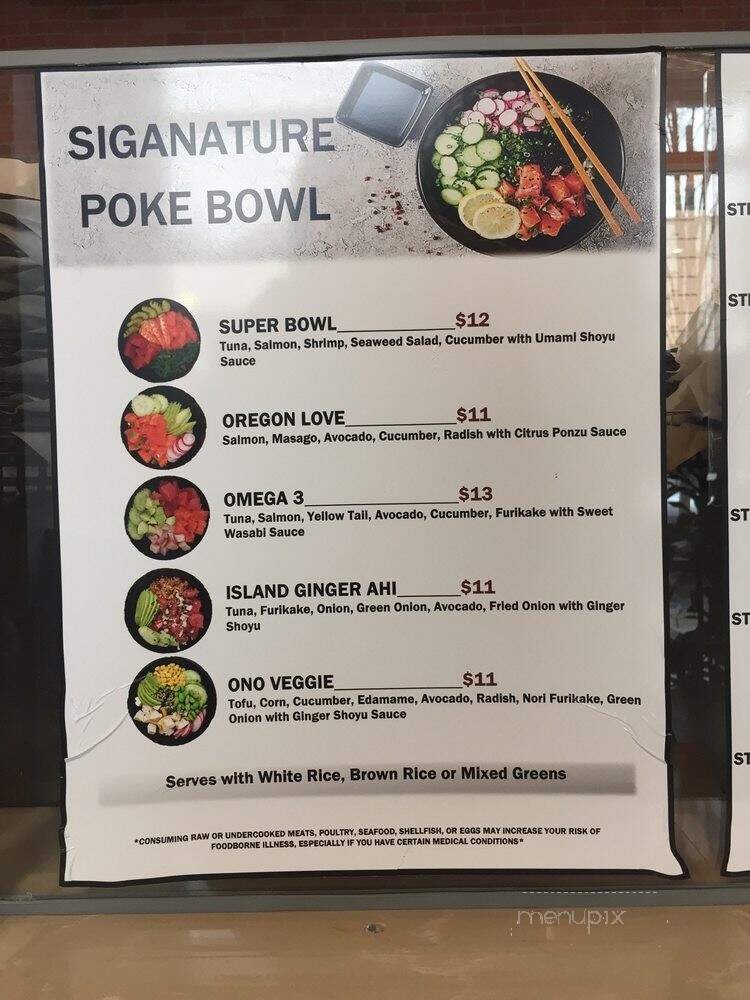 SIGANATURE
POKE BOWL
SUPER BOWL____________$12
Tuna, Salmon, Shrimp, Seaweed Salad, Cucumber with Umami Shoyu
Sauce
OREGON LOVE____________$11
Salmon, Masago, Avocado, Cucumber, Radish with Citrus Ponzu Sauce
OMEGA 3________________$13
Tuna, Salmon, Yellow Tail, Avocado, Cucumber, Furikake with Sweet
Wasabi Sauce
ISLAND GINGER AHI______$11
Tuna, Furikake, Onion, Green Onion, Avocado, Fried Onion with Ginger
Shoyu
ONO VEGGIE_____________$11
Tofu, Corn, Cucumber, Edamame, Avocado, Radish, Nori Furikake, Green
Onion with Ginger Shoyu Sauce
Serves with White Rice, Brown Rice or Mixed Greens
*CONSUMING RAW OR UNDERCOOKED MEATS, POULTRY, SEAFOOD, SHELLFISH, OR EGGS MAY INCREASE YOUR RISK OF
FOODBORNE ILLNESS, ESPECIALLY IF YOU HAVE CERTAIN MEDICAL CONDITIONS*
menupix